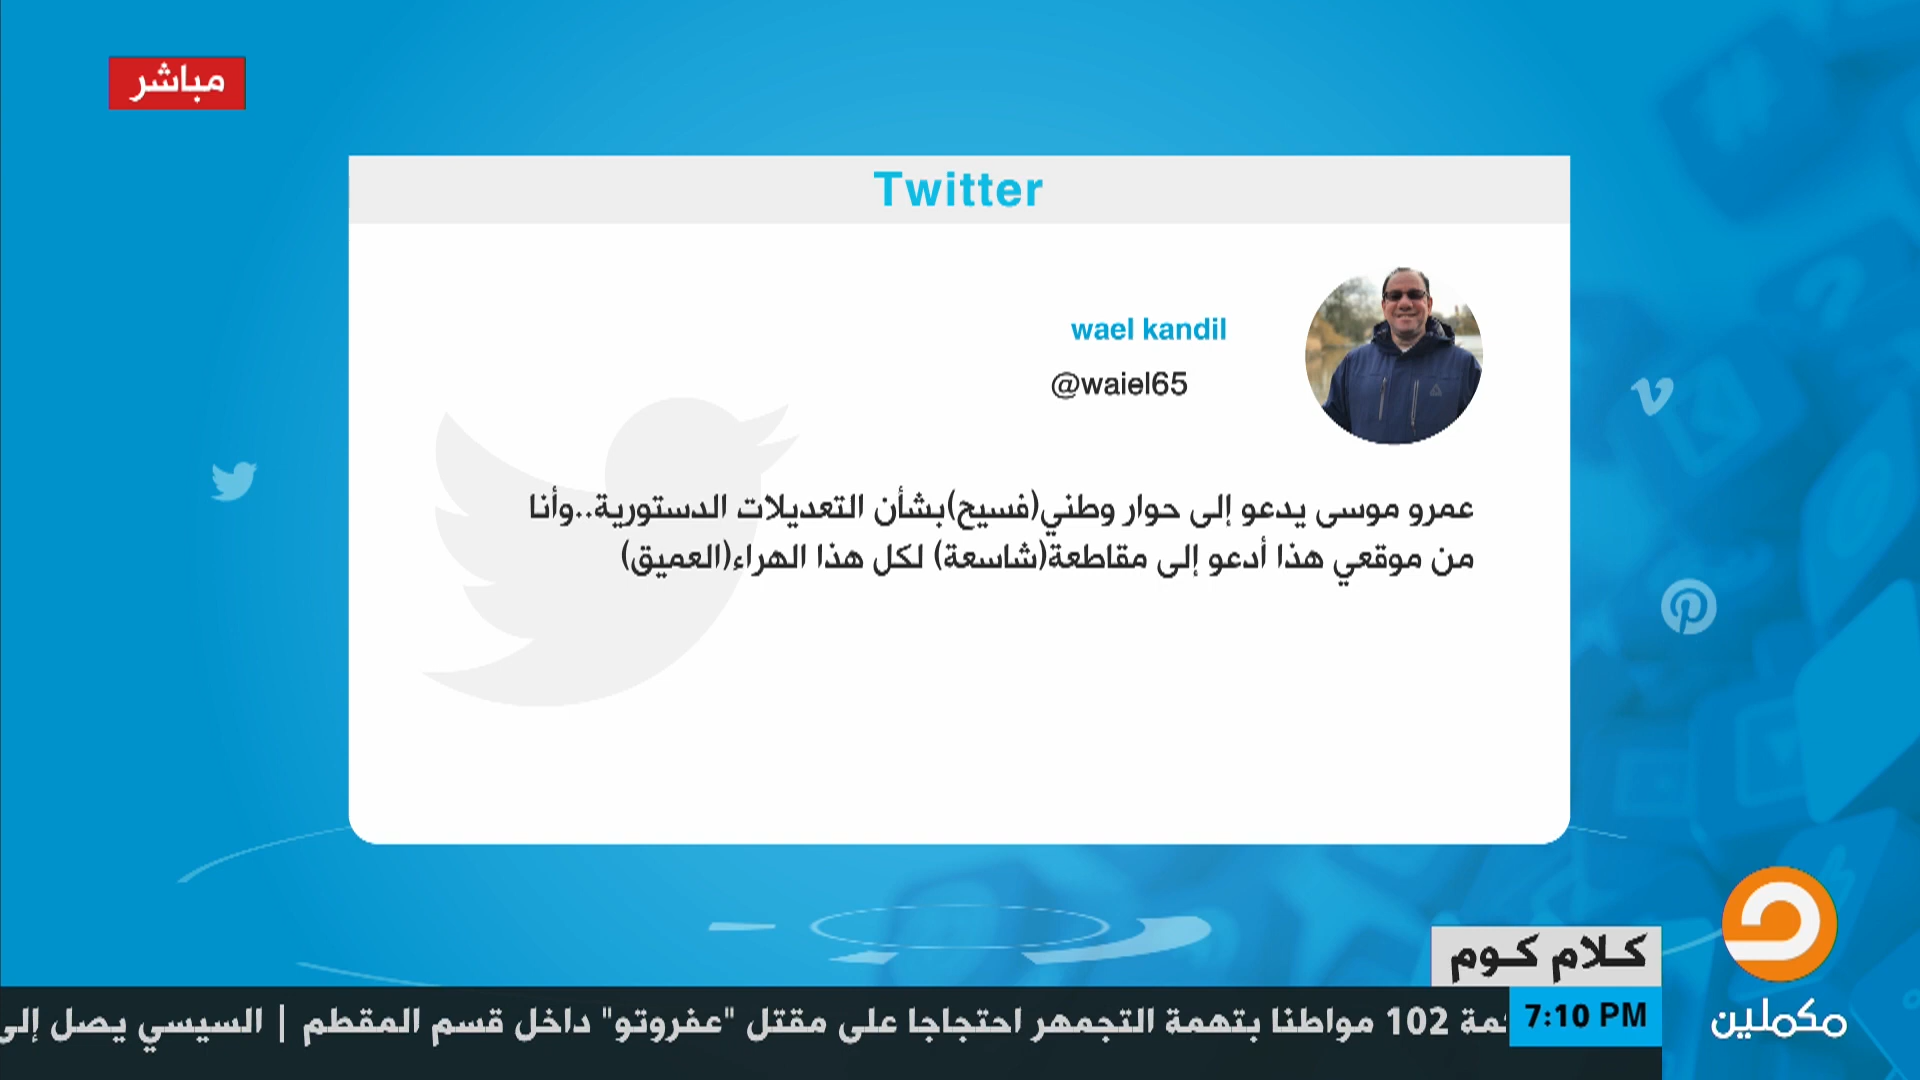 مباشر
Twitter
wael kandil
@waiel65
عمرو موسى يدعو إلى حوار وطني(فسيح)بشأن التعديلات الدستورية..وأنا
من موقعي هذا أدعو إلى مقاطعة(شاسعة) لكل هذا الهراء(العميق)
كلام كوم
7:10 PM
102 مواطنا بتهمة التجمهر احتجاجا على مقتل "عفروتو" داخل قسم المقطم | السيسي يصل إلى
مكملين